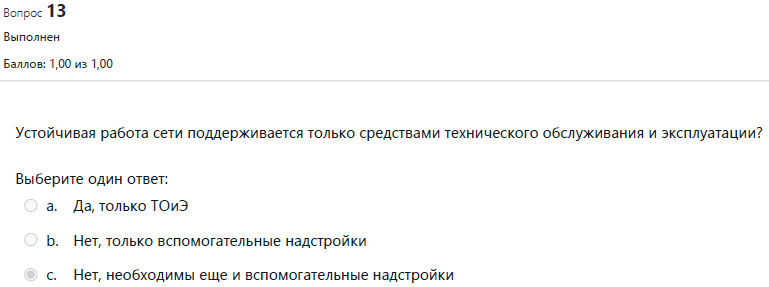 Вопрос 13
Выполнен
Баллов: 1,00 из 1,00
Устойчивая работа сети поддерживается только средствами технического обслуживания и эксплуатации?
Выберите один ответ:
a. Да, только ТОиЭ
b. Нет, только вспомогательные надстройки
c. Нет, необходимы еще и вспомогательные надстройки